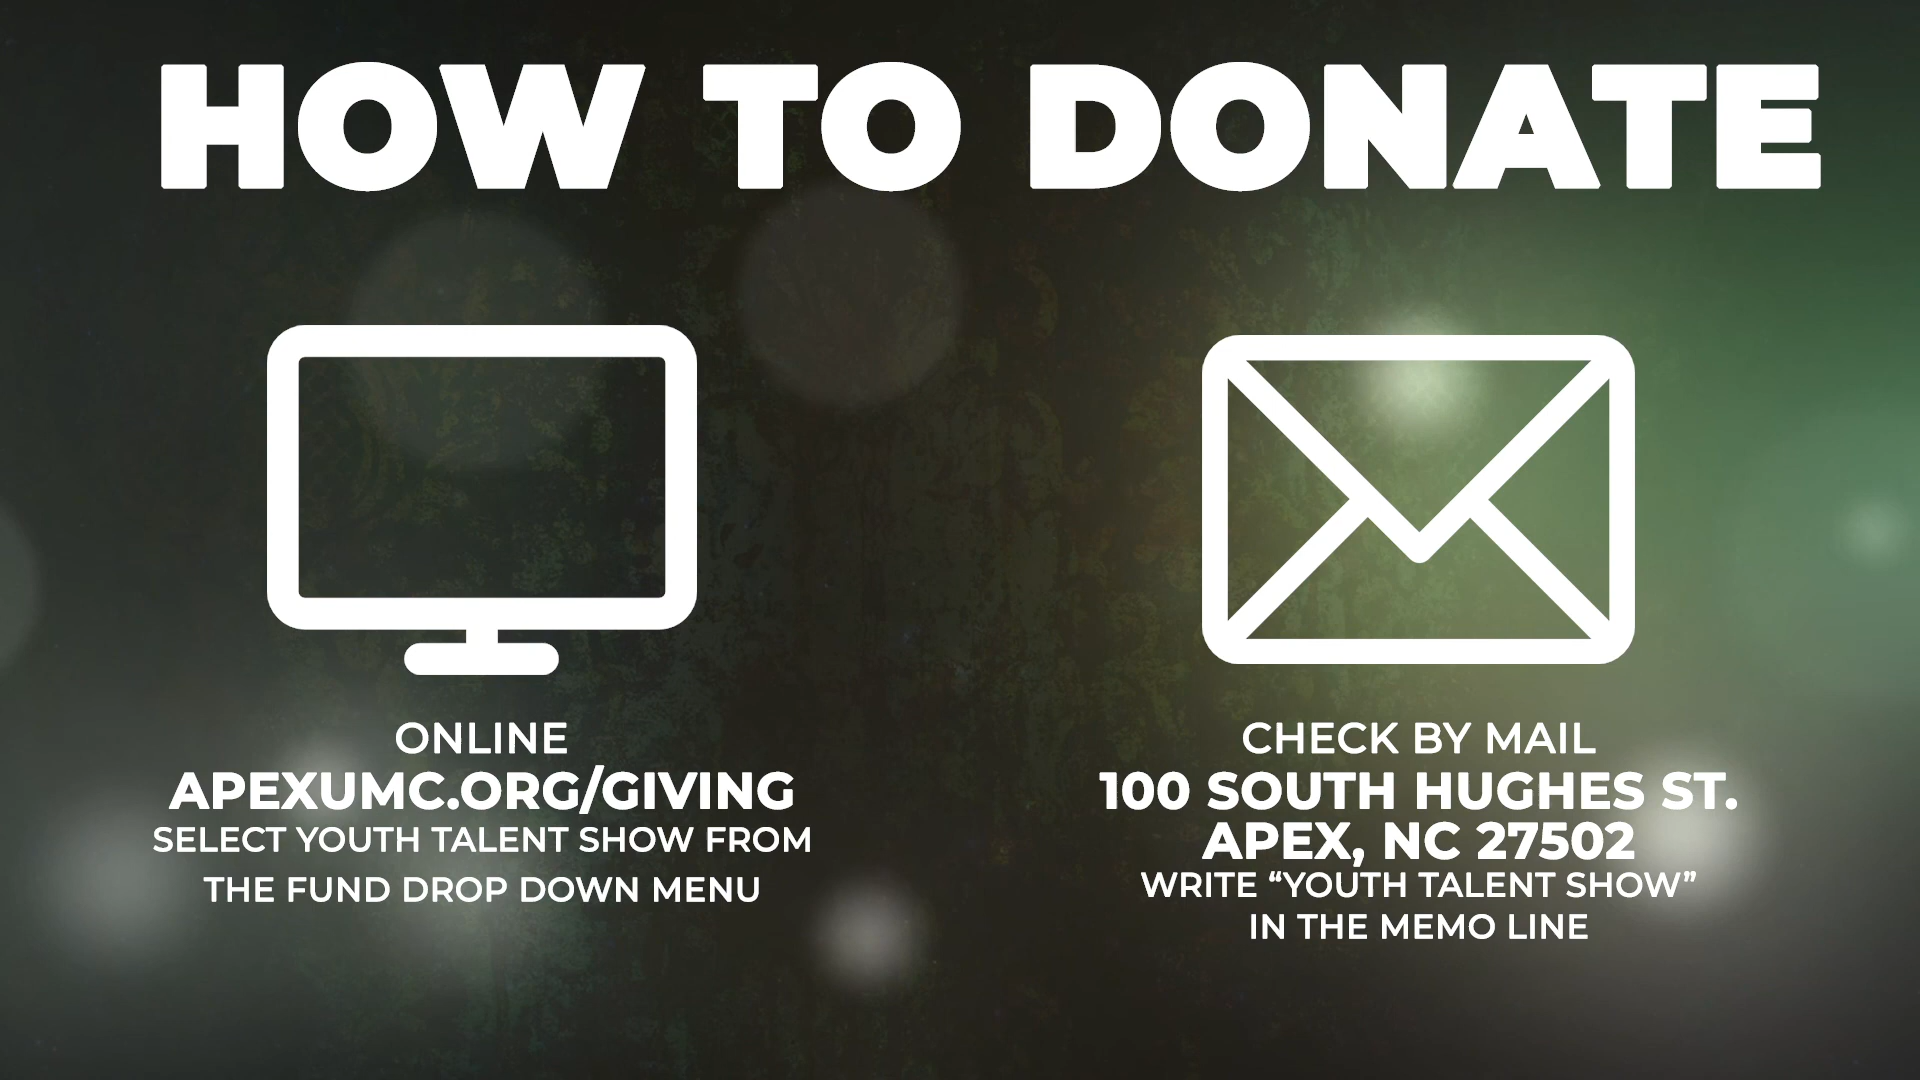 HOW TO DONATE
ONLINE
APEXUMC.ORG/GIVING
SELECT YOUTH TALENT SHOW FROM
THE FUND DROP DOWN MENU
CHECK BY MAIL
100 SOUTH HUGHES ST.
APEX, NC 27502
WRITE “YOUTH TALENT SHOW”
IN THE MEMO LINE